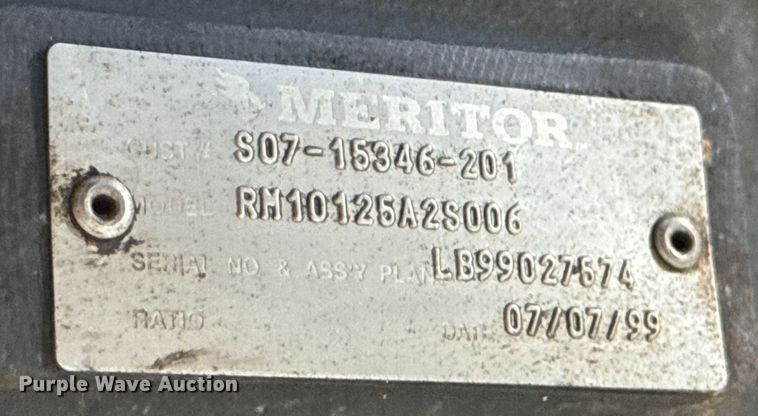 MERITOR
CUST # S07-15346-201
MODEL RM10125A2S006
SERIAL NO & ASS'Y PLANT LB99027574
RATIO DATE 07/07/99
Purple Wave Auction